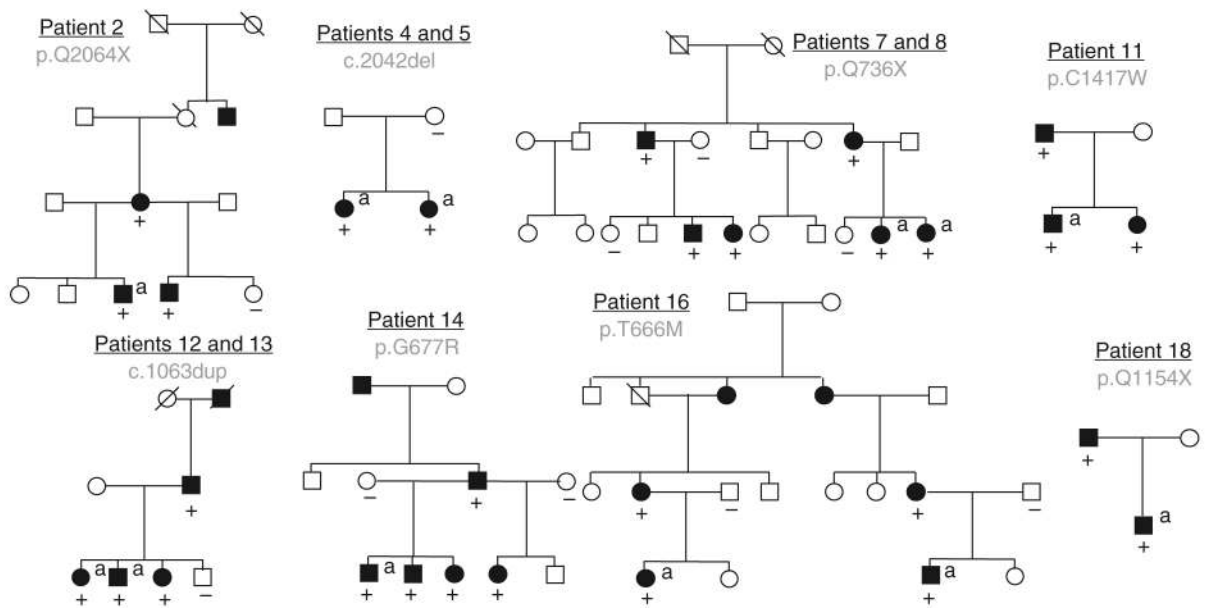 Patient 2
p.Q2064X
+
a
+
+
−
Patients 4 and 5
c.2042del
−
a
a
+
+
Patients 7 and 8
p.Q736X
+
−
+
a
a
−
+
+
−
+
+
Patient 11
p.C1417W
+
a
+
+
Patients 12 and 13
c.1063dup
+
a
a
+
+
+
−
Patient 14
p.G677R
−
+
−
a
a
+
+
+
+
Patient 16
p.T666M
+
−
+
−
a
+
a
+
Patient 18
p.Q1154X
+
a
+